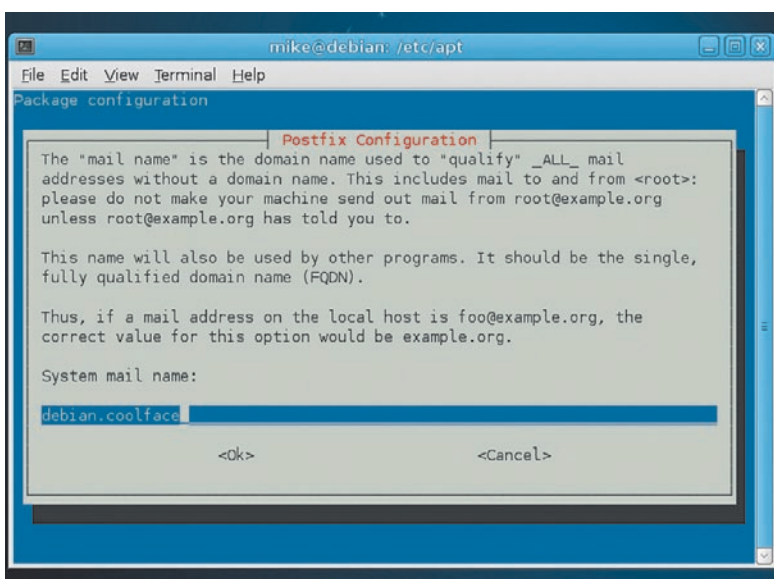 mike@debian: /etc/apt
File Edit View Terminal Help
Package configuration
Postfix Configuration
The "mail name" is the domain name used to "qualify" _ALL_ mail
addresses without a domain name. This includes mail to and from <root>:
please do not make your machine send out mail from root@example.org
unless root@example.org has told you to.
This name will also be used by other programs. It should be the single,
fully qualified domain name (FQDN).
Thus, if a mail address on the local host is foo@example.org, the
correct value for this option would be example.org.
System mail name:
debian.coolface
<Ok> <Cancel>